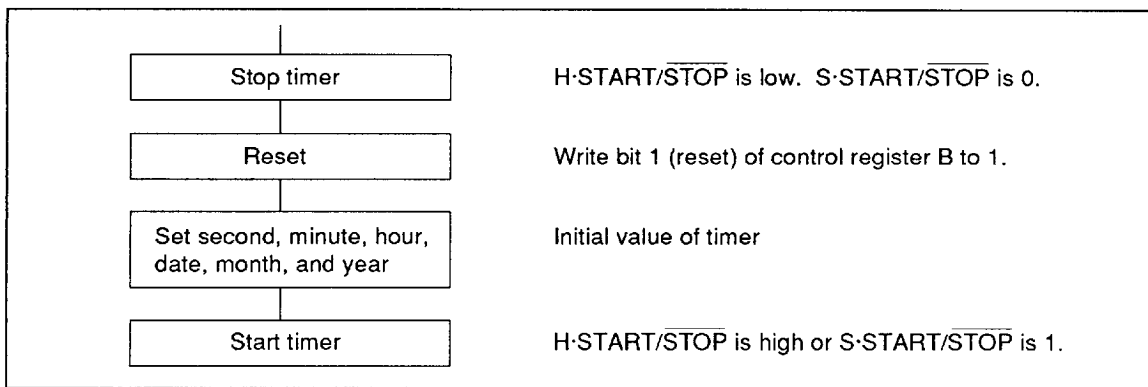 Stop timer
H·START/STOP is low. S·START/STOP is 0.
Reset
Write bit 1 (reset) of control register B to 1.
Set second, minute, hour,
date, month, and year
Initial value of timer
Start timer
H·START/STOP is high or S·START/STOP is 1.